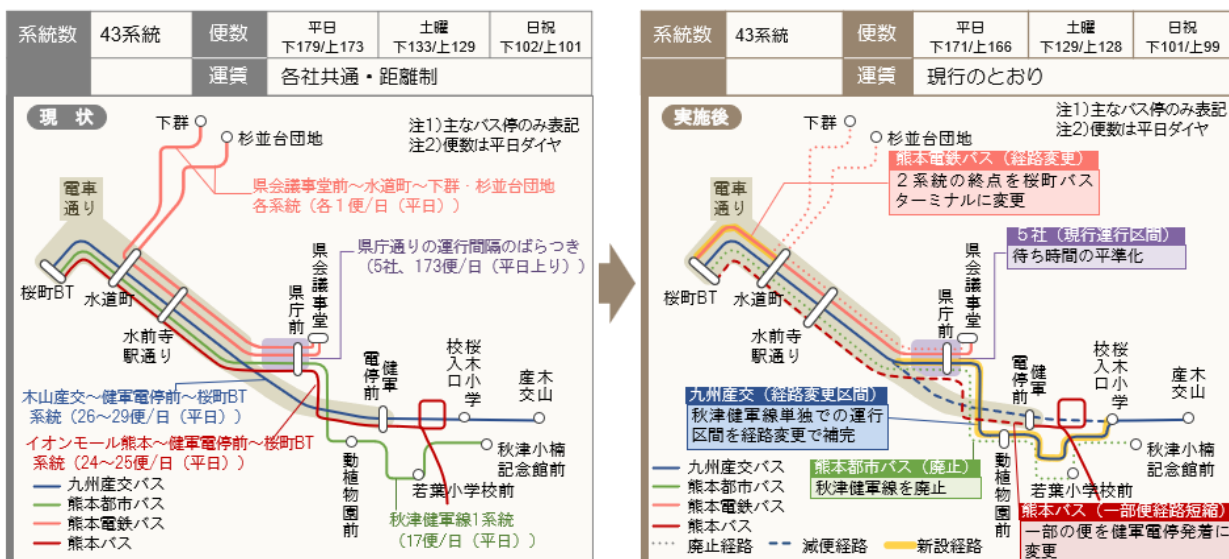 系統数
43系統
便数
平日
下179/上173
土曜
下133/上129
日祝
下102/上101
運賃
各社共通・距離制
現 状
下群
杉並台団地
注1)主なバス停のみ表記
注2)便数は平日ダイヤ
県会議事堂前～水道町～下群・杉並台団地
各系統(各1便/日(平日))
電車
通り
県庁通りの運行間隔のばらつき
(5社、173便/日(平日上り))
桜町BT
水道町
水前寺
駅通り
県庁前
県会議事堂
健軍
電停前
桜木小学
校入口
木山
産交
木山産交～健軍電停前～桜町BT
系統(26～29便/日(平日))
イオンモール熊本～健軍電停前～桜町BT
系統(24～25便/日(平日))
動植物園前
若葉小学校前
秋津小楠
記念館前
秋津健軍線1系統
(17便/日(平日))
九州産交バス
熊本都市バス
熊本電鉄バス
熊本バス
系統数
43系統
便数
平日
下171/上166
土曜
下129/上128
日祝
下101/上99
運賃
現行のとおり
実施後
下群
杉並台団地
注1)主なバス停のみ表記
注2)便数は平日ダイヤ
熊本電鉄バス(経路変更)
2系統の終点を桜町バス
ターミナルに変更
電車
通り
5社(現行運行区間)
待ち時間の平準化
桜町BT
水道町
水前寺
駅通り
県庁前
県会議事堂
健軍
電停前
桜木小学
校入口
木山
産交
九州産交(経路変更区間)
秋津健軍線単独での運行
区間を経路変更で補完
熊本都市バス(廃止)
秋津健軍線を廃止
動植物園前
若葉小学校前
秋津小楠
記念館前
熊本バス(一部便経路短縮)
一部の便を健軍電停発着に
変更
九州産交バス
熊本都市バス
熊本電鉄バス
熊本バス
廃止経路
減便経路
新設経路